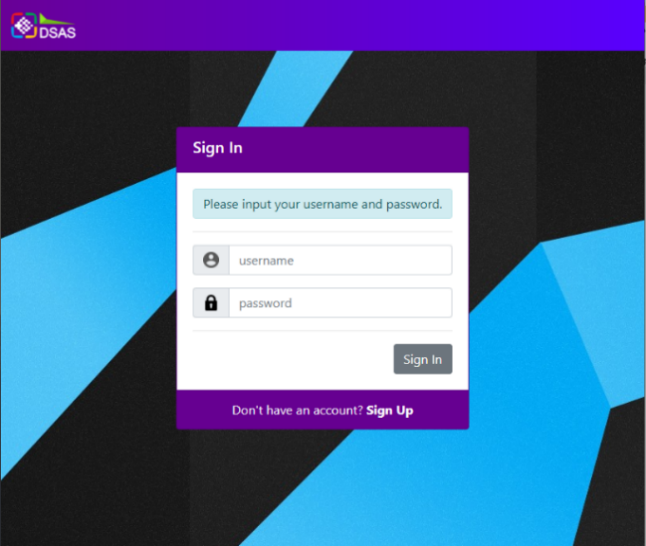 DSAS
Sign In
Please input your username and password.
username
password
Sign In
Don't have an account? Sign Up